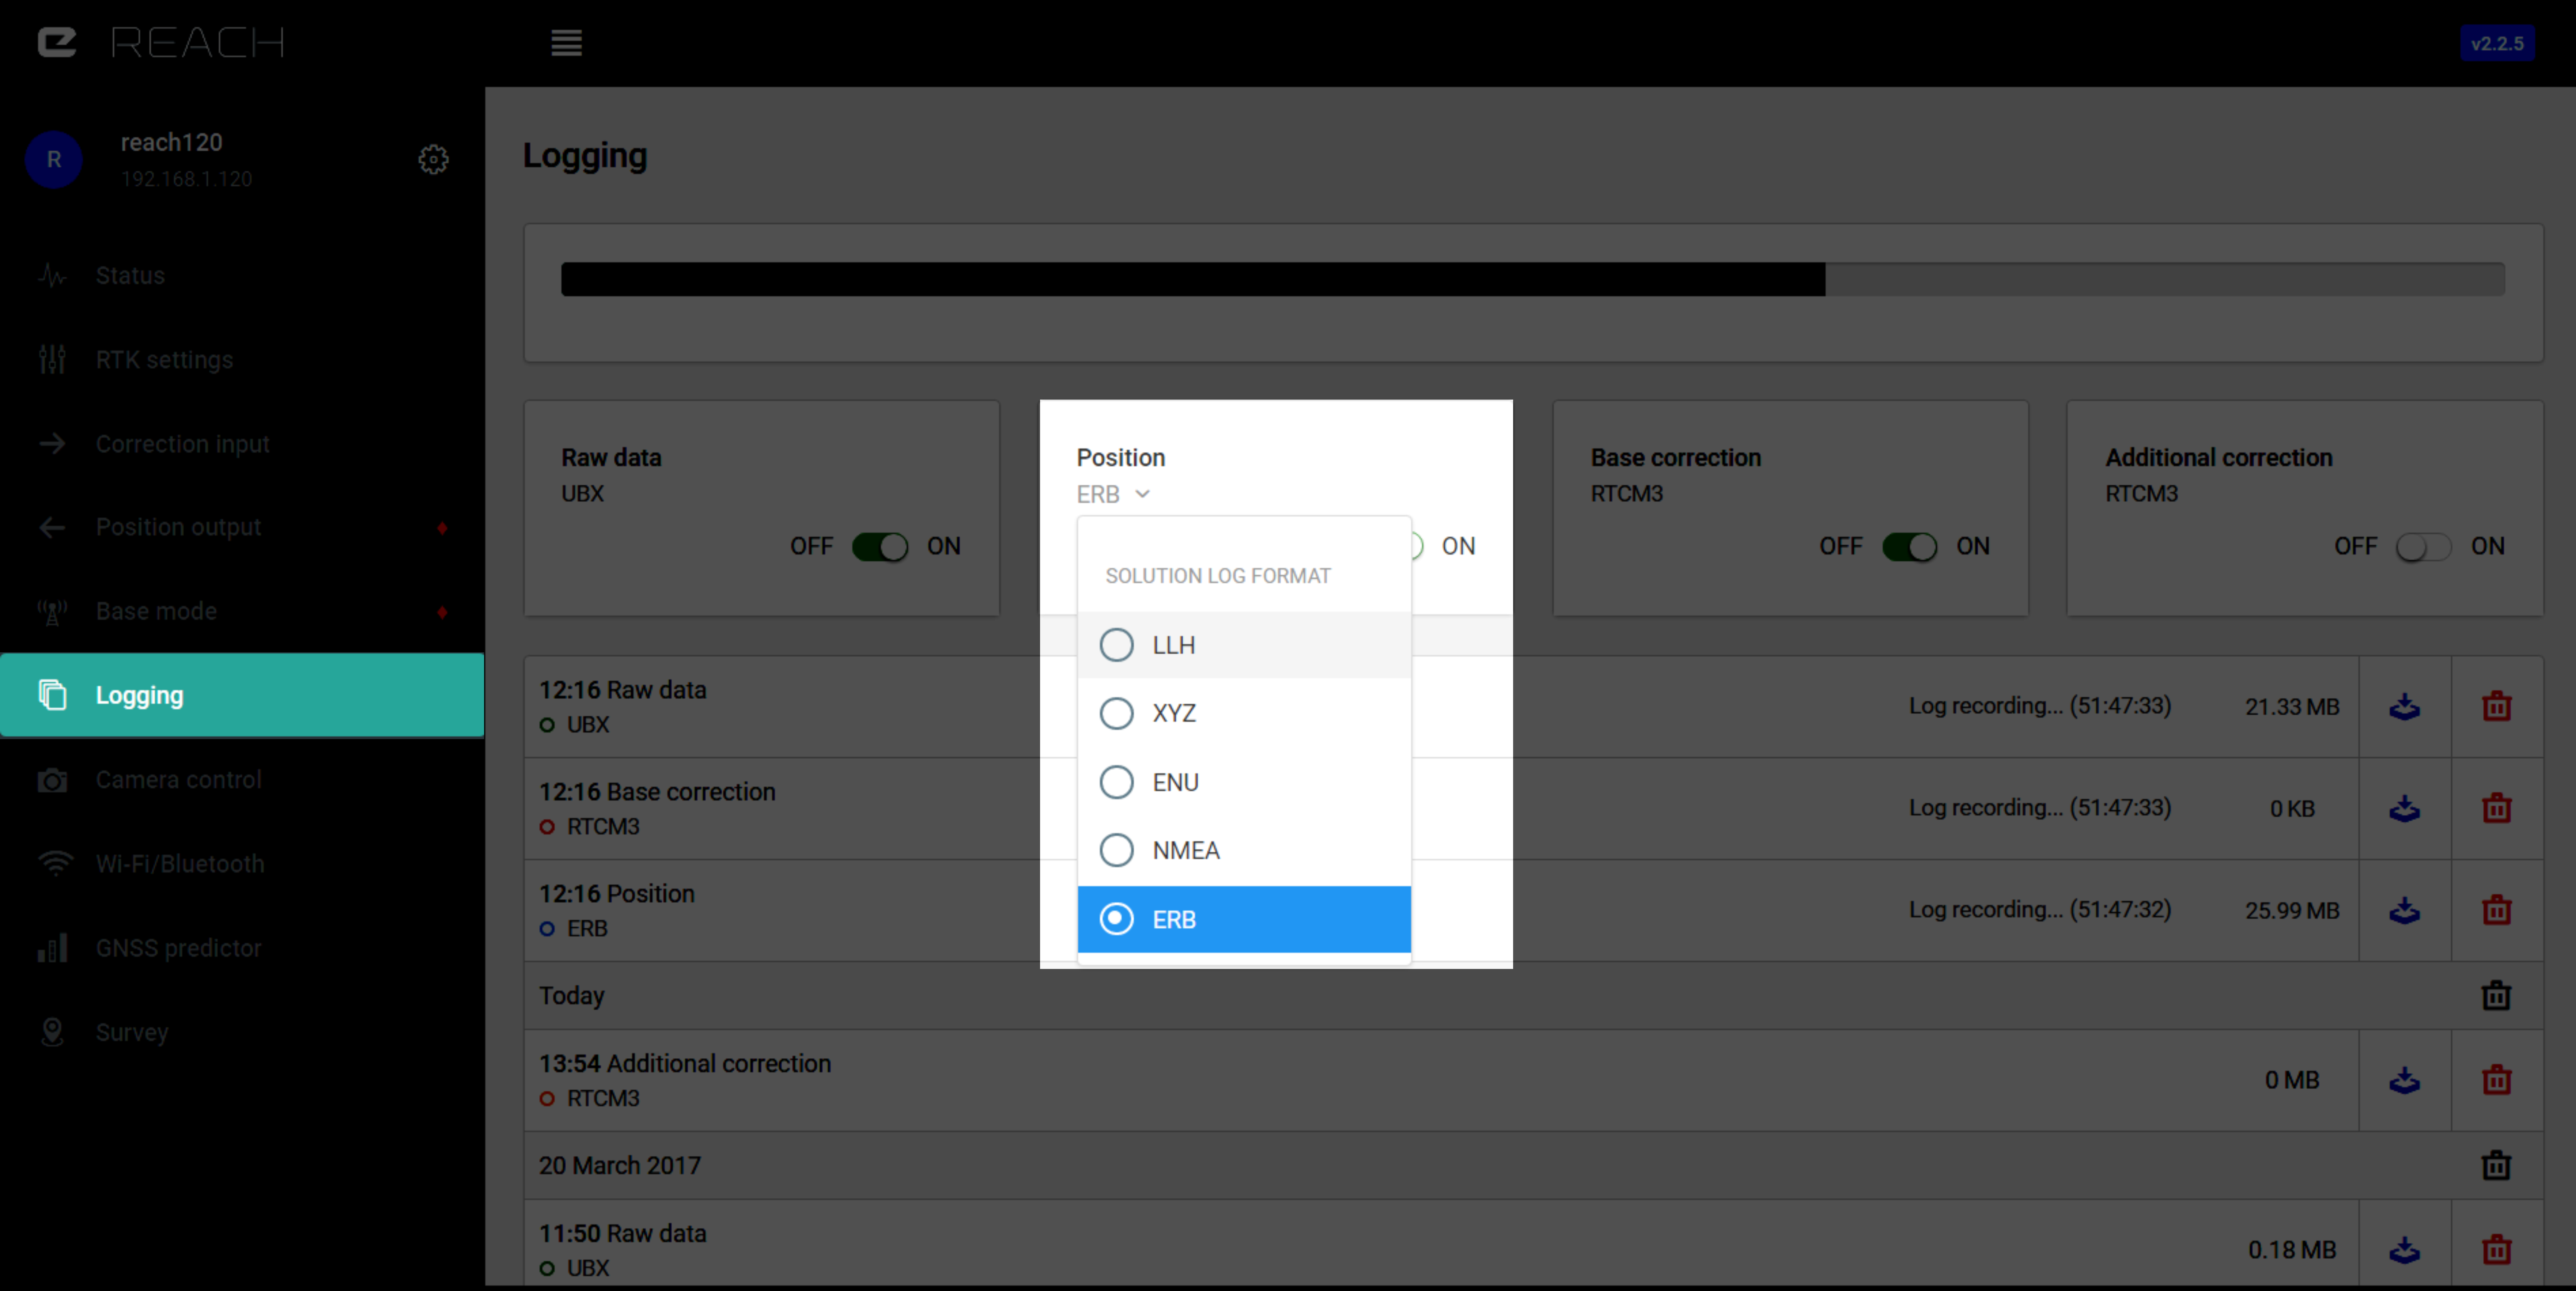 REACH
v2.2.5
R
reach120
192.168.1.120
Status
RTK settings
Correction input
Position output
Base mode
Logging
Camera control
Wi-Fi/Bluetooth
GNSS predictor
Survey
Logging
Raw data
UBX
OFF ON
Position
ERB
ON
SOLUTION LOG FORMAT
LLH
XYZ
ENU
NMEA
ERB
Base correction
RTCM3
OFF ON
Additional correction
RTCM3
OFF ON
12:16 Raw data
UBX
Log recording... (51:47:33) 21.33 MB
12:16 Base correction
RTCM3
Log recording... (51:47:33) 0 KB
12:16 Position
ERB
Log recording... (51:47:32) 25.99 MB
Today
13:54 Additional correction
RTCM3
0 MB
20 March 2017
11:50 Raw data
UBX
0.18 MB